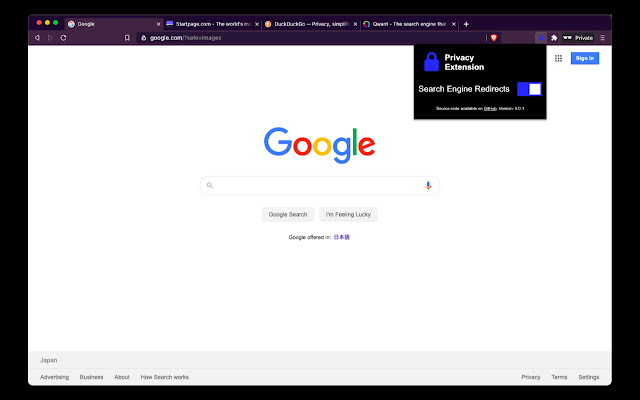 Google
Startpage.com - The world's mo
DuckDuckGo — Privacy, simplifi
Qwant - The search engine that
google.com/?safe=images
Private
Privacy
Extension
Search Engine Redirects
Source code available on GitHub. Version: 0.0.1
Sign in
Google
Google Search
I'm Feeling Lucky
Google offered in: 日本語
Japan
Advertising Business About How Search works
Privacy Terms Settings